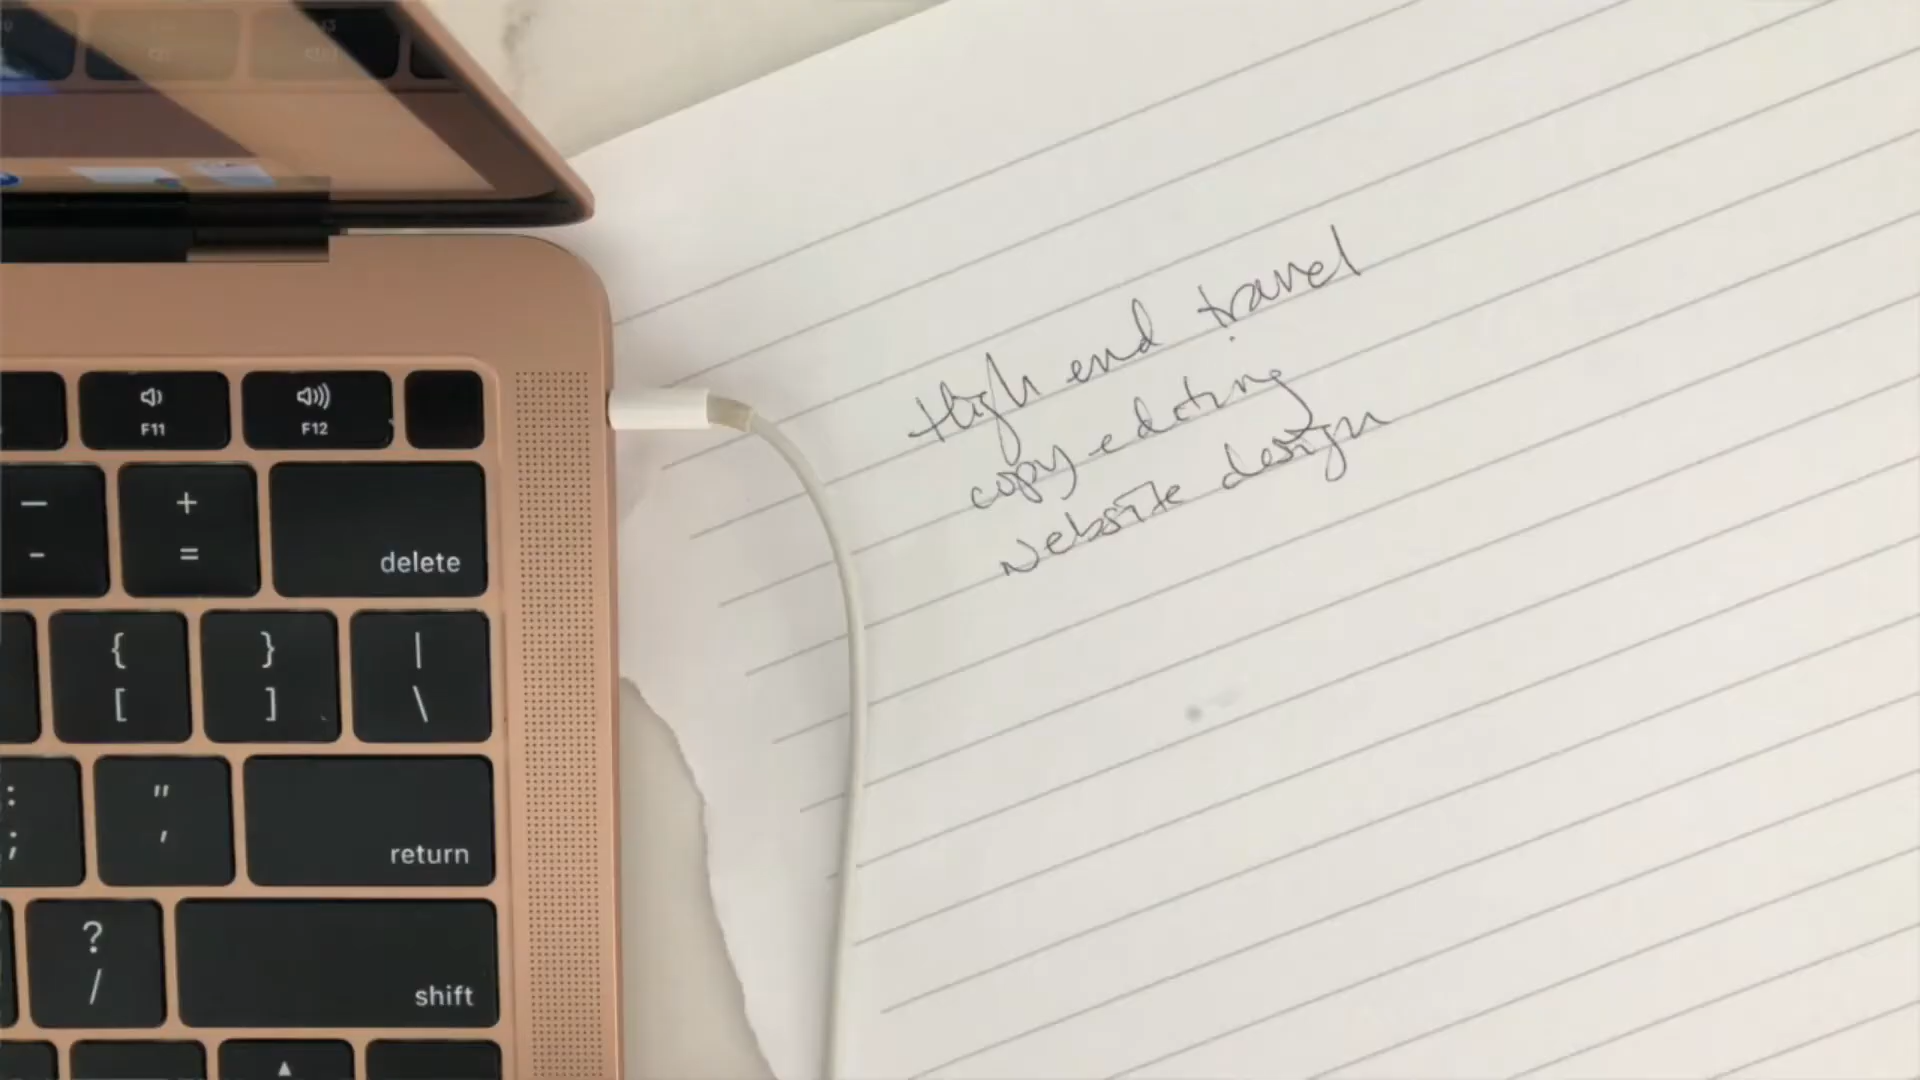 F11
F12
—
-
+
=
delete
{
[
}
]
|
\
:
;
"
'
return
?
/
shift
High end travel
copy editing
website design